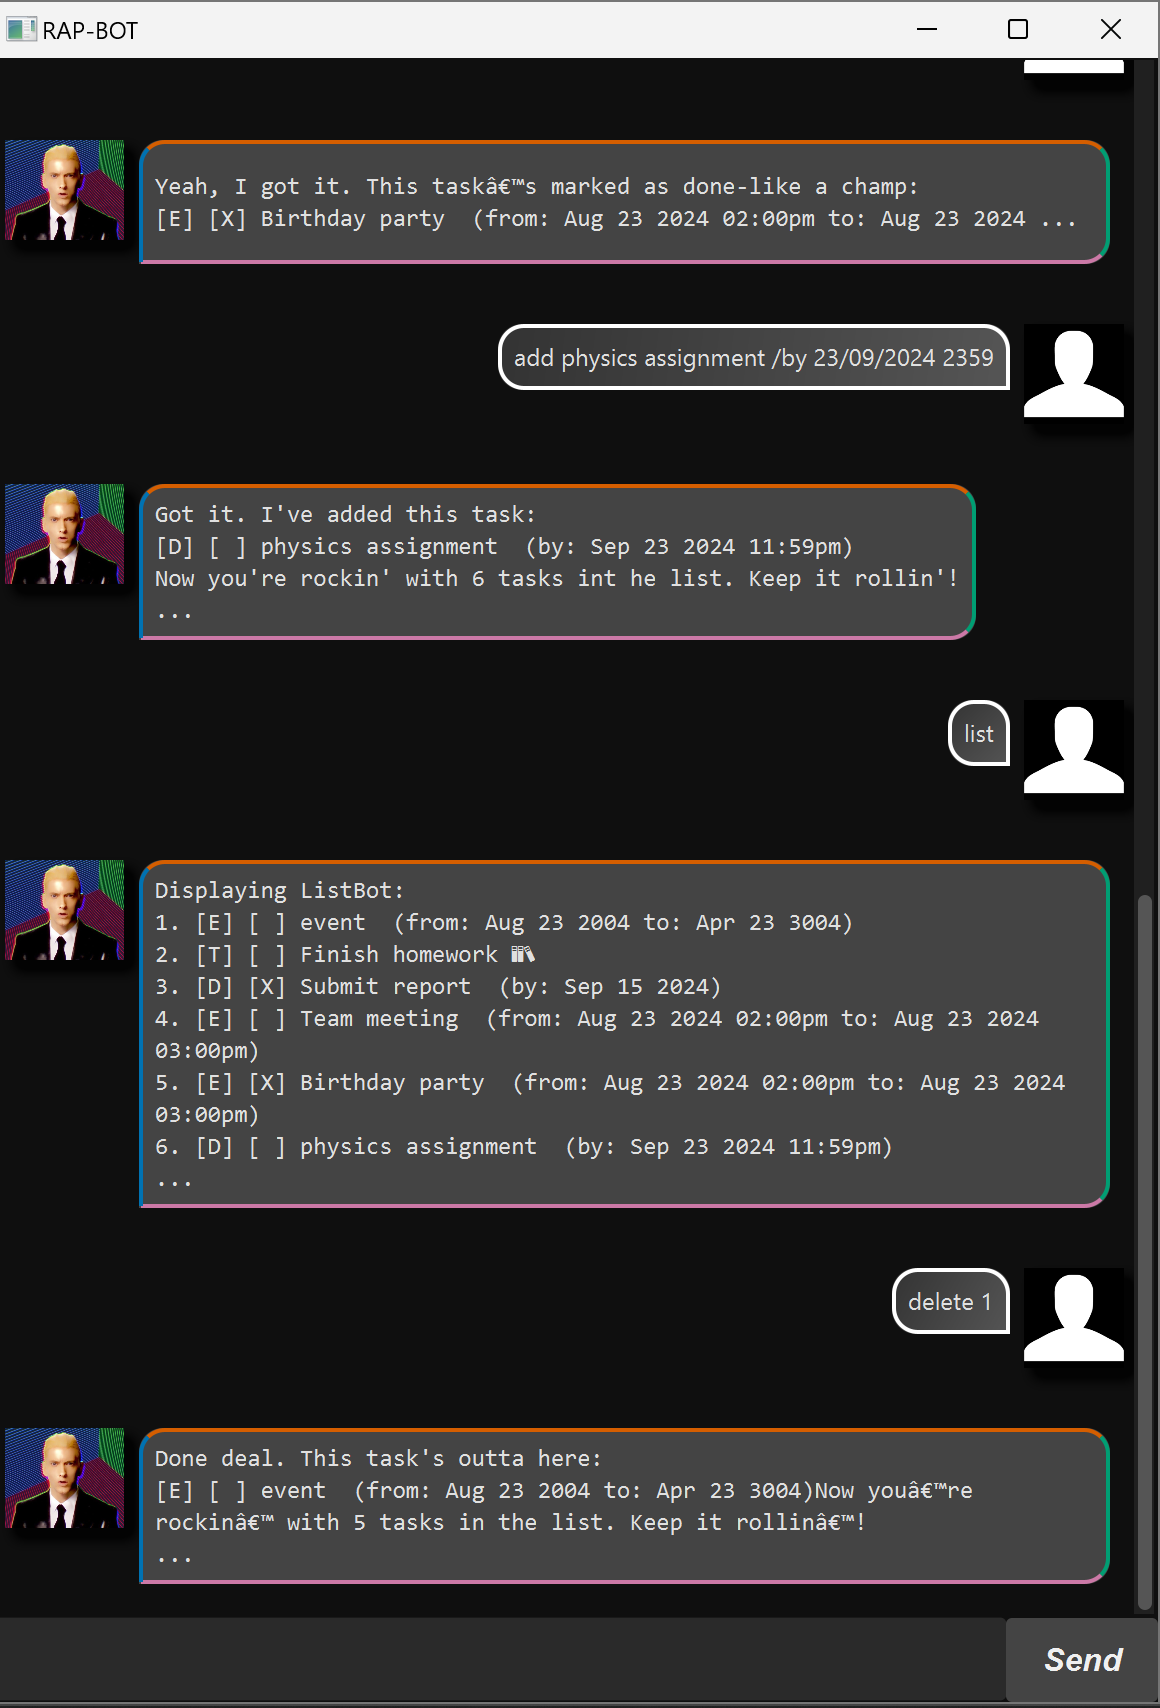 RAP-BOT
Yeah, I got it. This taskâ€™s marked as done-like a champ:
[E] [X] Birthday party  (from: Aug 23 2024 02:00pm to: Aug 23 2024 ...
add physics assignment /by 23/09/2024 2359
Got it. I've added this task:
[D] [ ] physics assignment  (by: Sep 23 2024 11:59pm)
Now you're rockin' with 6 tasks int he list. Keep it rollin'!
...
list
Displaying ListBot:
1. [E] [ ] event  (from: Aug 23 2004 to: Apr 23 3004)
2. [T] [ ] Finish homework 📚
3. [D] [X] Submit report  (by: Sep 15 2024)
4. [E] [ ] Team meeting  (from: Aug 23 2024 02:00pm to: Aug 23 2024
03:00pm)
5. [E] [X] Birthday party  (from: Aug 23 2024 02:00pm to: Aug 23 2024
03:00pm)
6. [D] [ ] physics assignment  (by: Sep 23 2024 11:59pm)
...
delete 1
Done deal. This task's outta here:
[E] [ ] event  (from: Aug 23 2004 to: Apr 23 3004)Now youâ€™re
rockinâ€™ with 5 tasks in the list. Keep it rollinâ€™!
...
Send